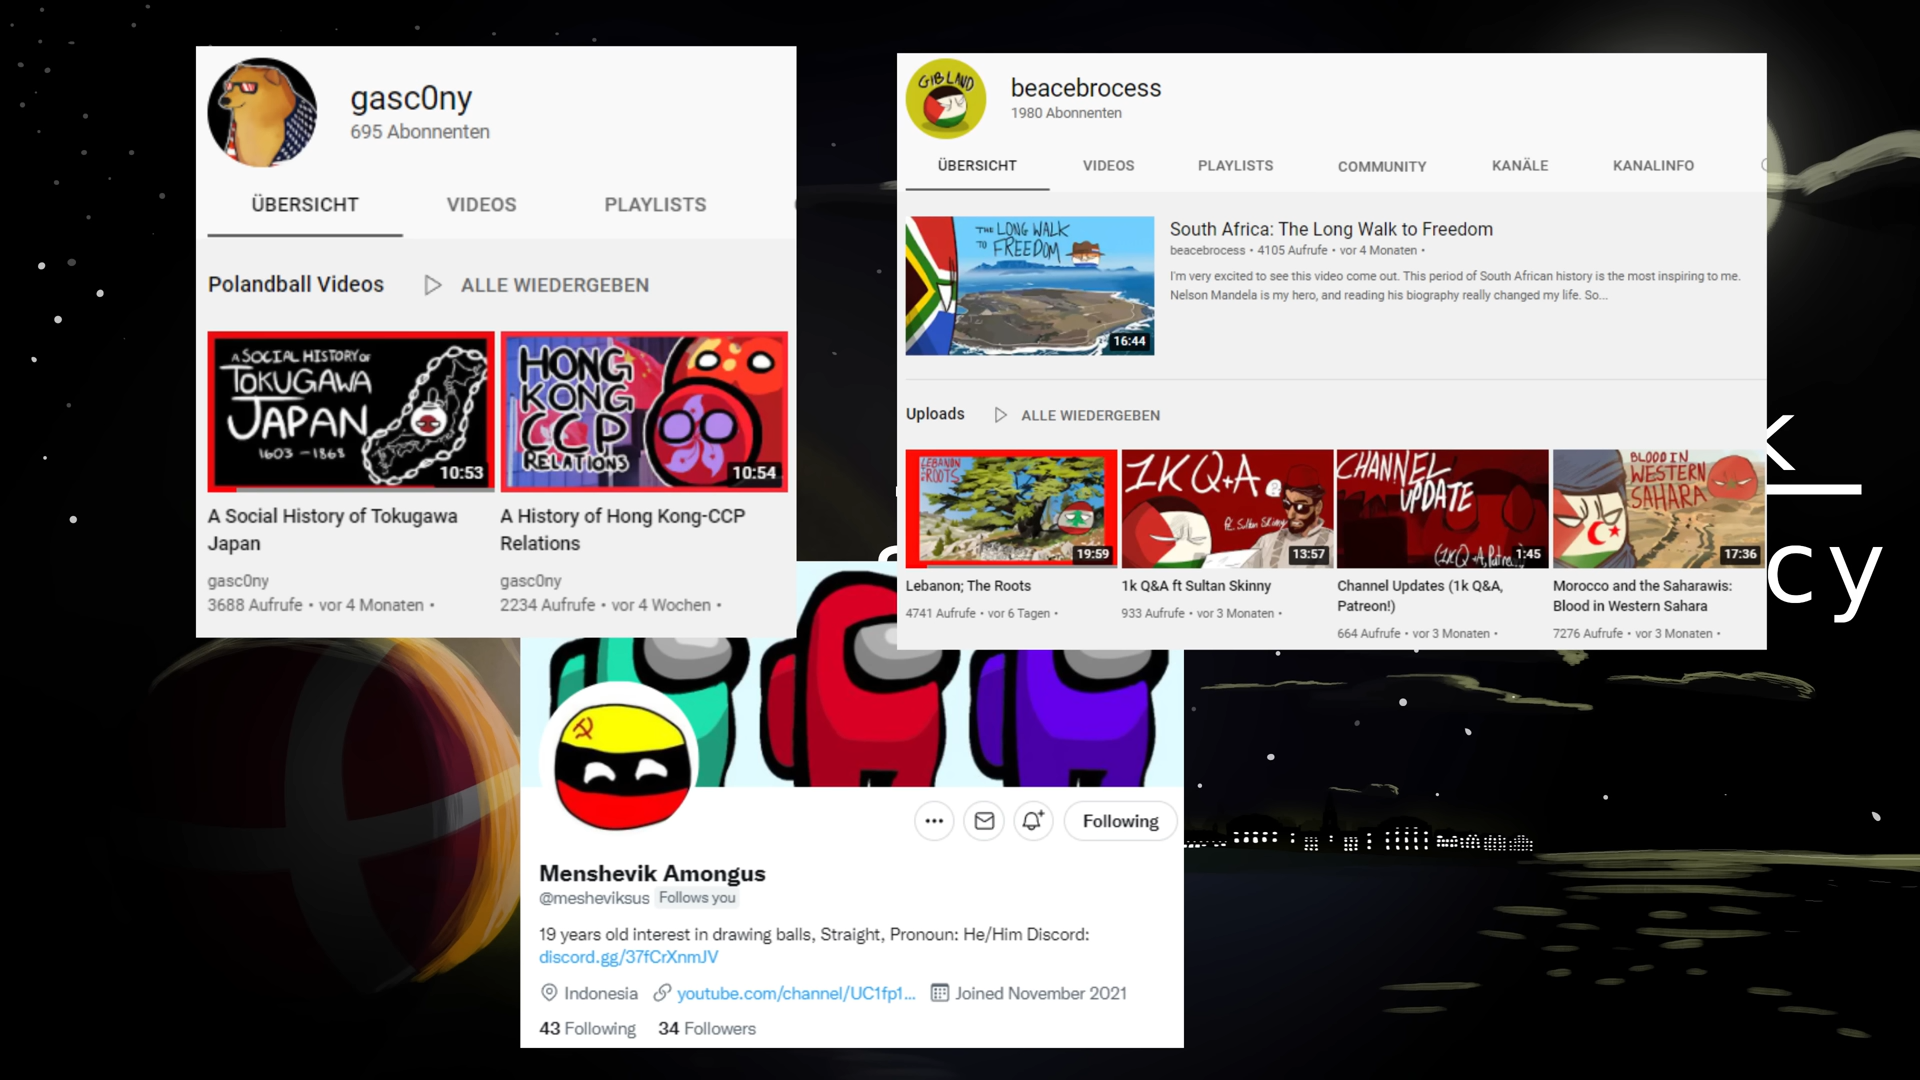 gasc0ny
695 Abonnenten
ÜBERSICHT VIDEOS PLAYLISTS
Polandball Videos ALLE WIEDERGEBEN
A SOCIAL HISTORY OF
TOKUGAWA
JAPAN
1603 - 1868
10:53
HONG
KONG
CCP
RELATIONS
10:54
A Social History of Tokugawa
Japan
gasc0ny
3688 Aufrufe • vor 4 Monaten •
A History of Hong Kong-CCP
Relations
gasc0ny
2234 Aufrufe • vor 4 Wochen •
GIB LAND
beacebrocess
1980 Abonnenten
ÜBERSICHT VIDEOS PLAYLISTS COMMUNITY KANÄLE KANALINFO
THE LONG WALK
TO FREEDOM
16:44
South Africa: The Long Walk to Freedom
beacebrocess • 4105 Aufrufe • vor 4 Monaten •
I'm very excited to see this video come out. This period of South African history is the most inspiring to me.
Nelson Mandela is my hero, and reading his biography really changed my life. So...
Uploads ALLE WIEDERGEBEN
LEBANON
ROOTS
19:59
Lebanon; The Roots
4741 Aufrufe • vor 6 Tagen •
1K Q+A
ft. Sultan Skinny
13:57
1k Q&A ft Sultan Skinny
933 Aufrufe • vor 3 Monaten •
CHANNEL
UPDATE
1:45
Channel Updates (1k Q&A,
Patreon!)
664 Aufrufe • vor 3 Monaten •
BLOOD IN
WESTERN
SAHARA
17:36
Morocco and the Saharawis:
Blood in Western Sahara
7276 Aufrufe • vor 3 Monaten •
k
cy
Following
Menshevik Amongus
@mesheviksus Follows you
19 years old interest in drawing balls, Straight, Pronoun: He/Him Discord:
discord.gg/37fCrXnmJV
Indonesia youtube.com/channel/UC1fp1... Joined November 2021
43 Following 34 Followers